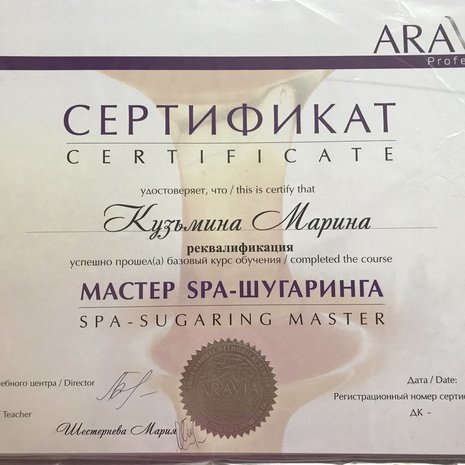 ARAV
Profe
СЕРТИФИКАТ
CERTIFICATE
удостоверяет, что / this is certify that
Кузьмина Марина
реквалификация
успешно прошел(а) базовый курс обучения / completed the course
МАСТЕР SPA-ШУГАРИНГА
SPA-SUGARING MASTER
ебного центра / Director
Дата / Date:
Регистрационный номер серти
/ Teacher
Шестернева Мария
ДК -
ARAVIA